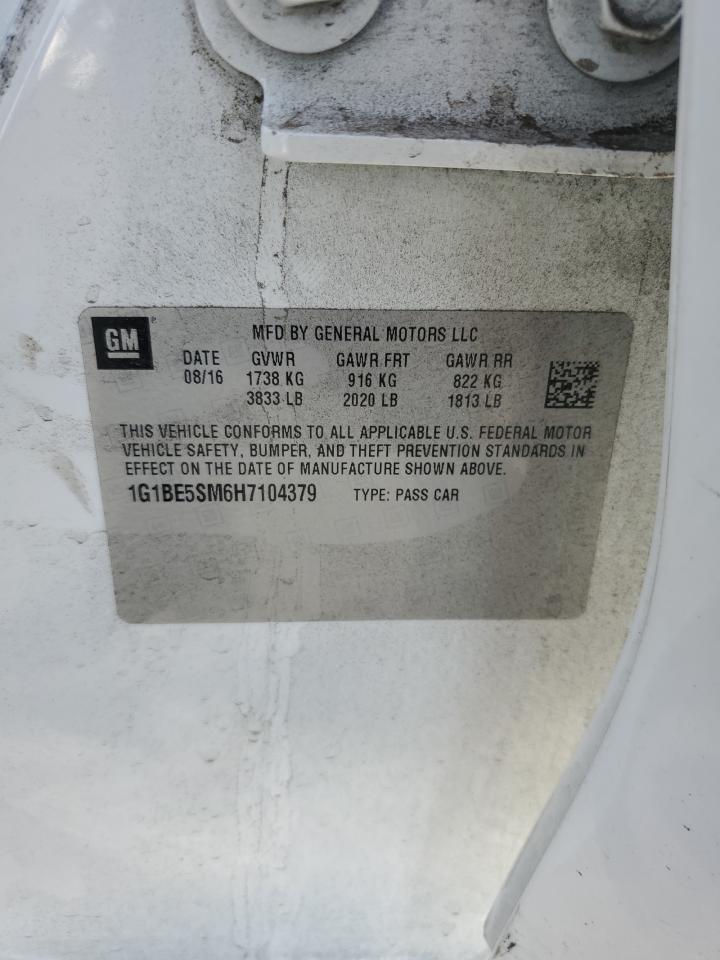 GM
MFD BY GENERAL MOTORS LLC
DATE GVWR GAWR FRT GAWR RR
08/16 1738 KG 916 KG 822 KG
3833 LB 2020 LB 1813 LB
THIS VEHICLE CONFORMS TO ALL APPLICABLE U.S. FEDERAL MOTOR
VEHICLE SAFETY, BUMPER, AND THEFT PREVENTION STANDARDS IN
EFFECT ON THE DATE OF MANUFACTURE SHOWN ABOVE.
1G1BE5SM6H7104379 TYPE: PASS CAR